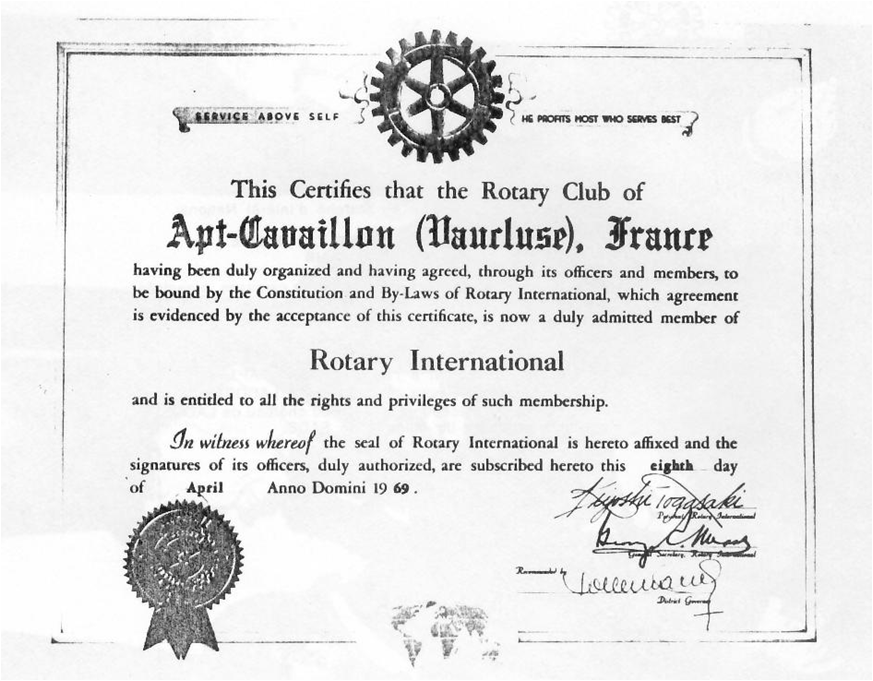 SERVICE ABOVE SELF
HE PROFITS MOST WHO SERVES BEST
This Certifies that the Rotary Club of
Apt-Cavaillon (Vaucluse), France
having been duly organized and having agreed, through its officers and members, to
be bound by the Constitution and By-Laws of Rotary International, which agreement
is evidenced by the acceptance of this certificate, is now a duly admitted member of
Rotary International
and is entitled to all the rights and privileges of such membership.
In witness whereof the seal of Rotary International is hereto affixed and the
signatures of its officers, duly authorized, are subscribed hereto this eighth day
of April Anno Domini 19 69.
Kiyoshi Togasaki
President, Rotary International
General Secretary, Rotary International
Recommended by
District Governor